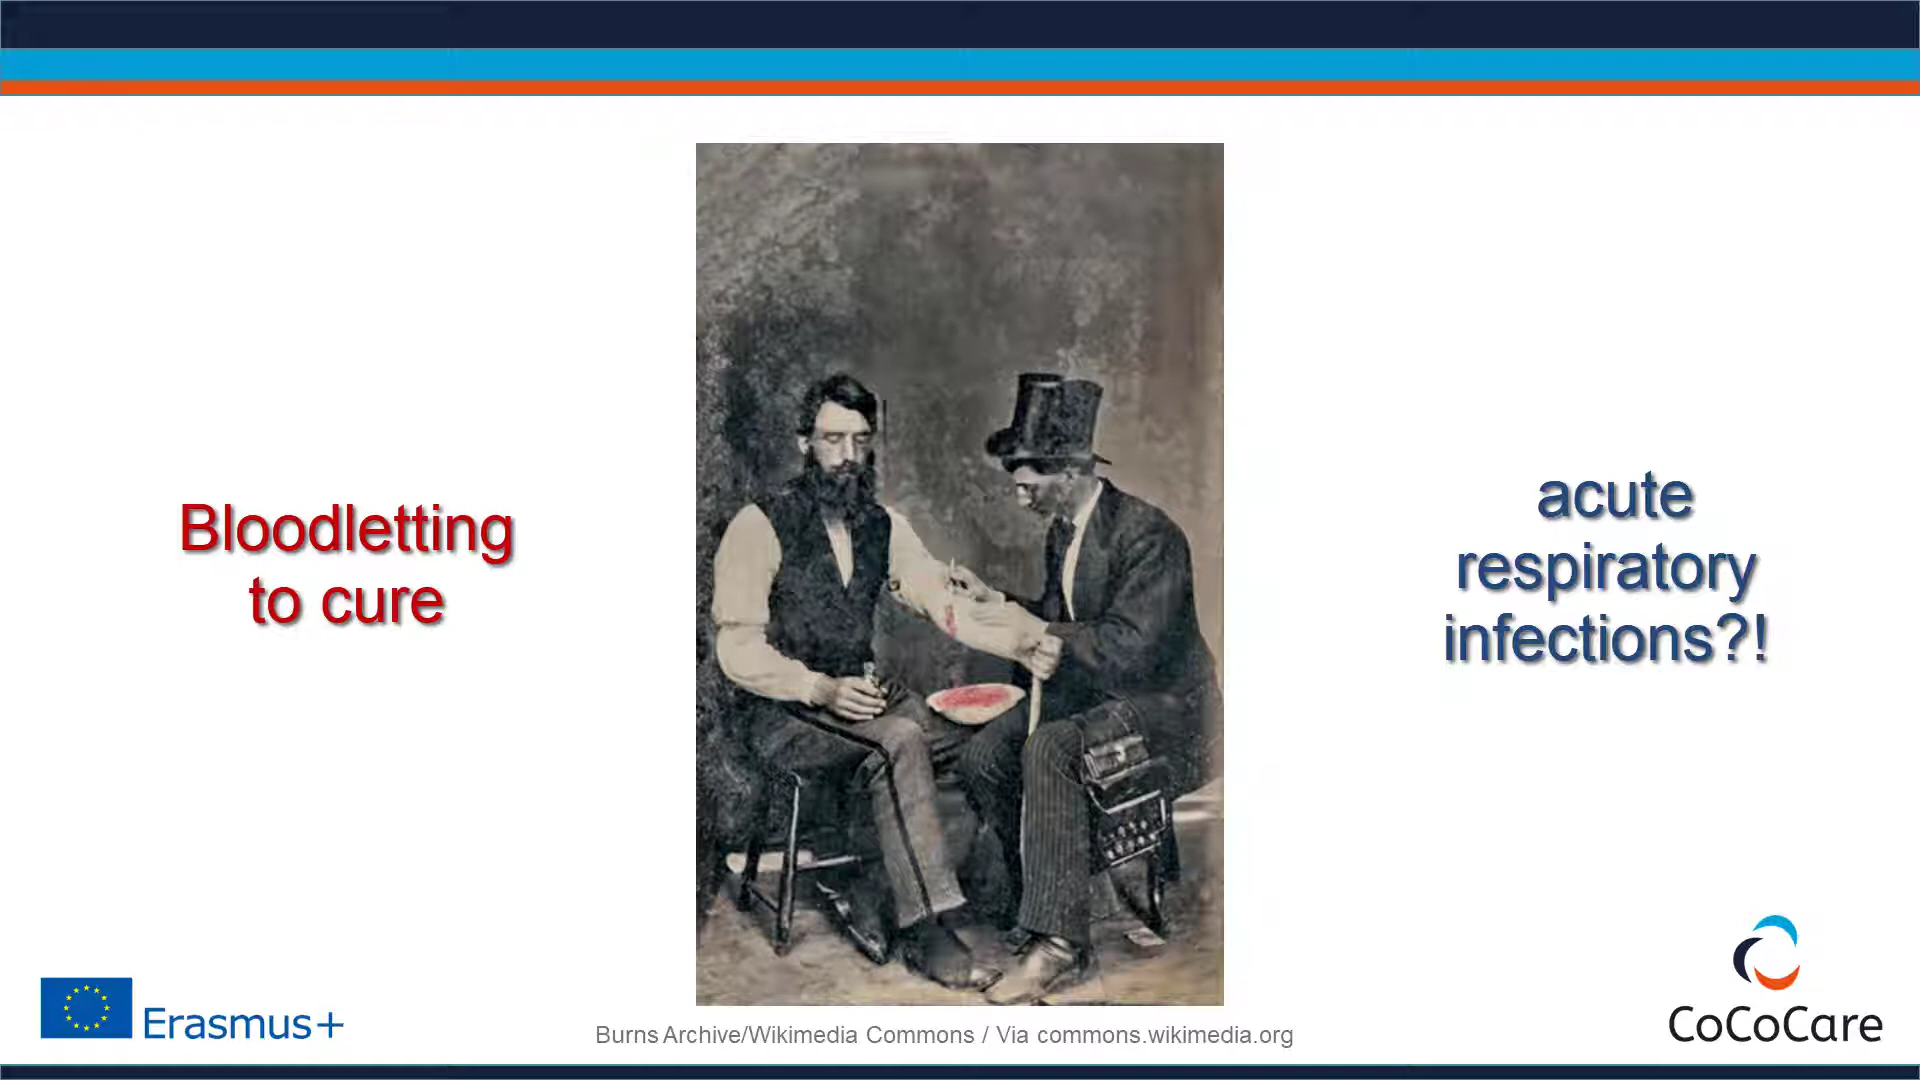 Bloodletting
to cure
acute
respiratory
infections?!
Erasmus+
Burns Archive/Wikimedia Commons / Via commons.wikimedia.org
CoCoCare